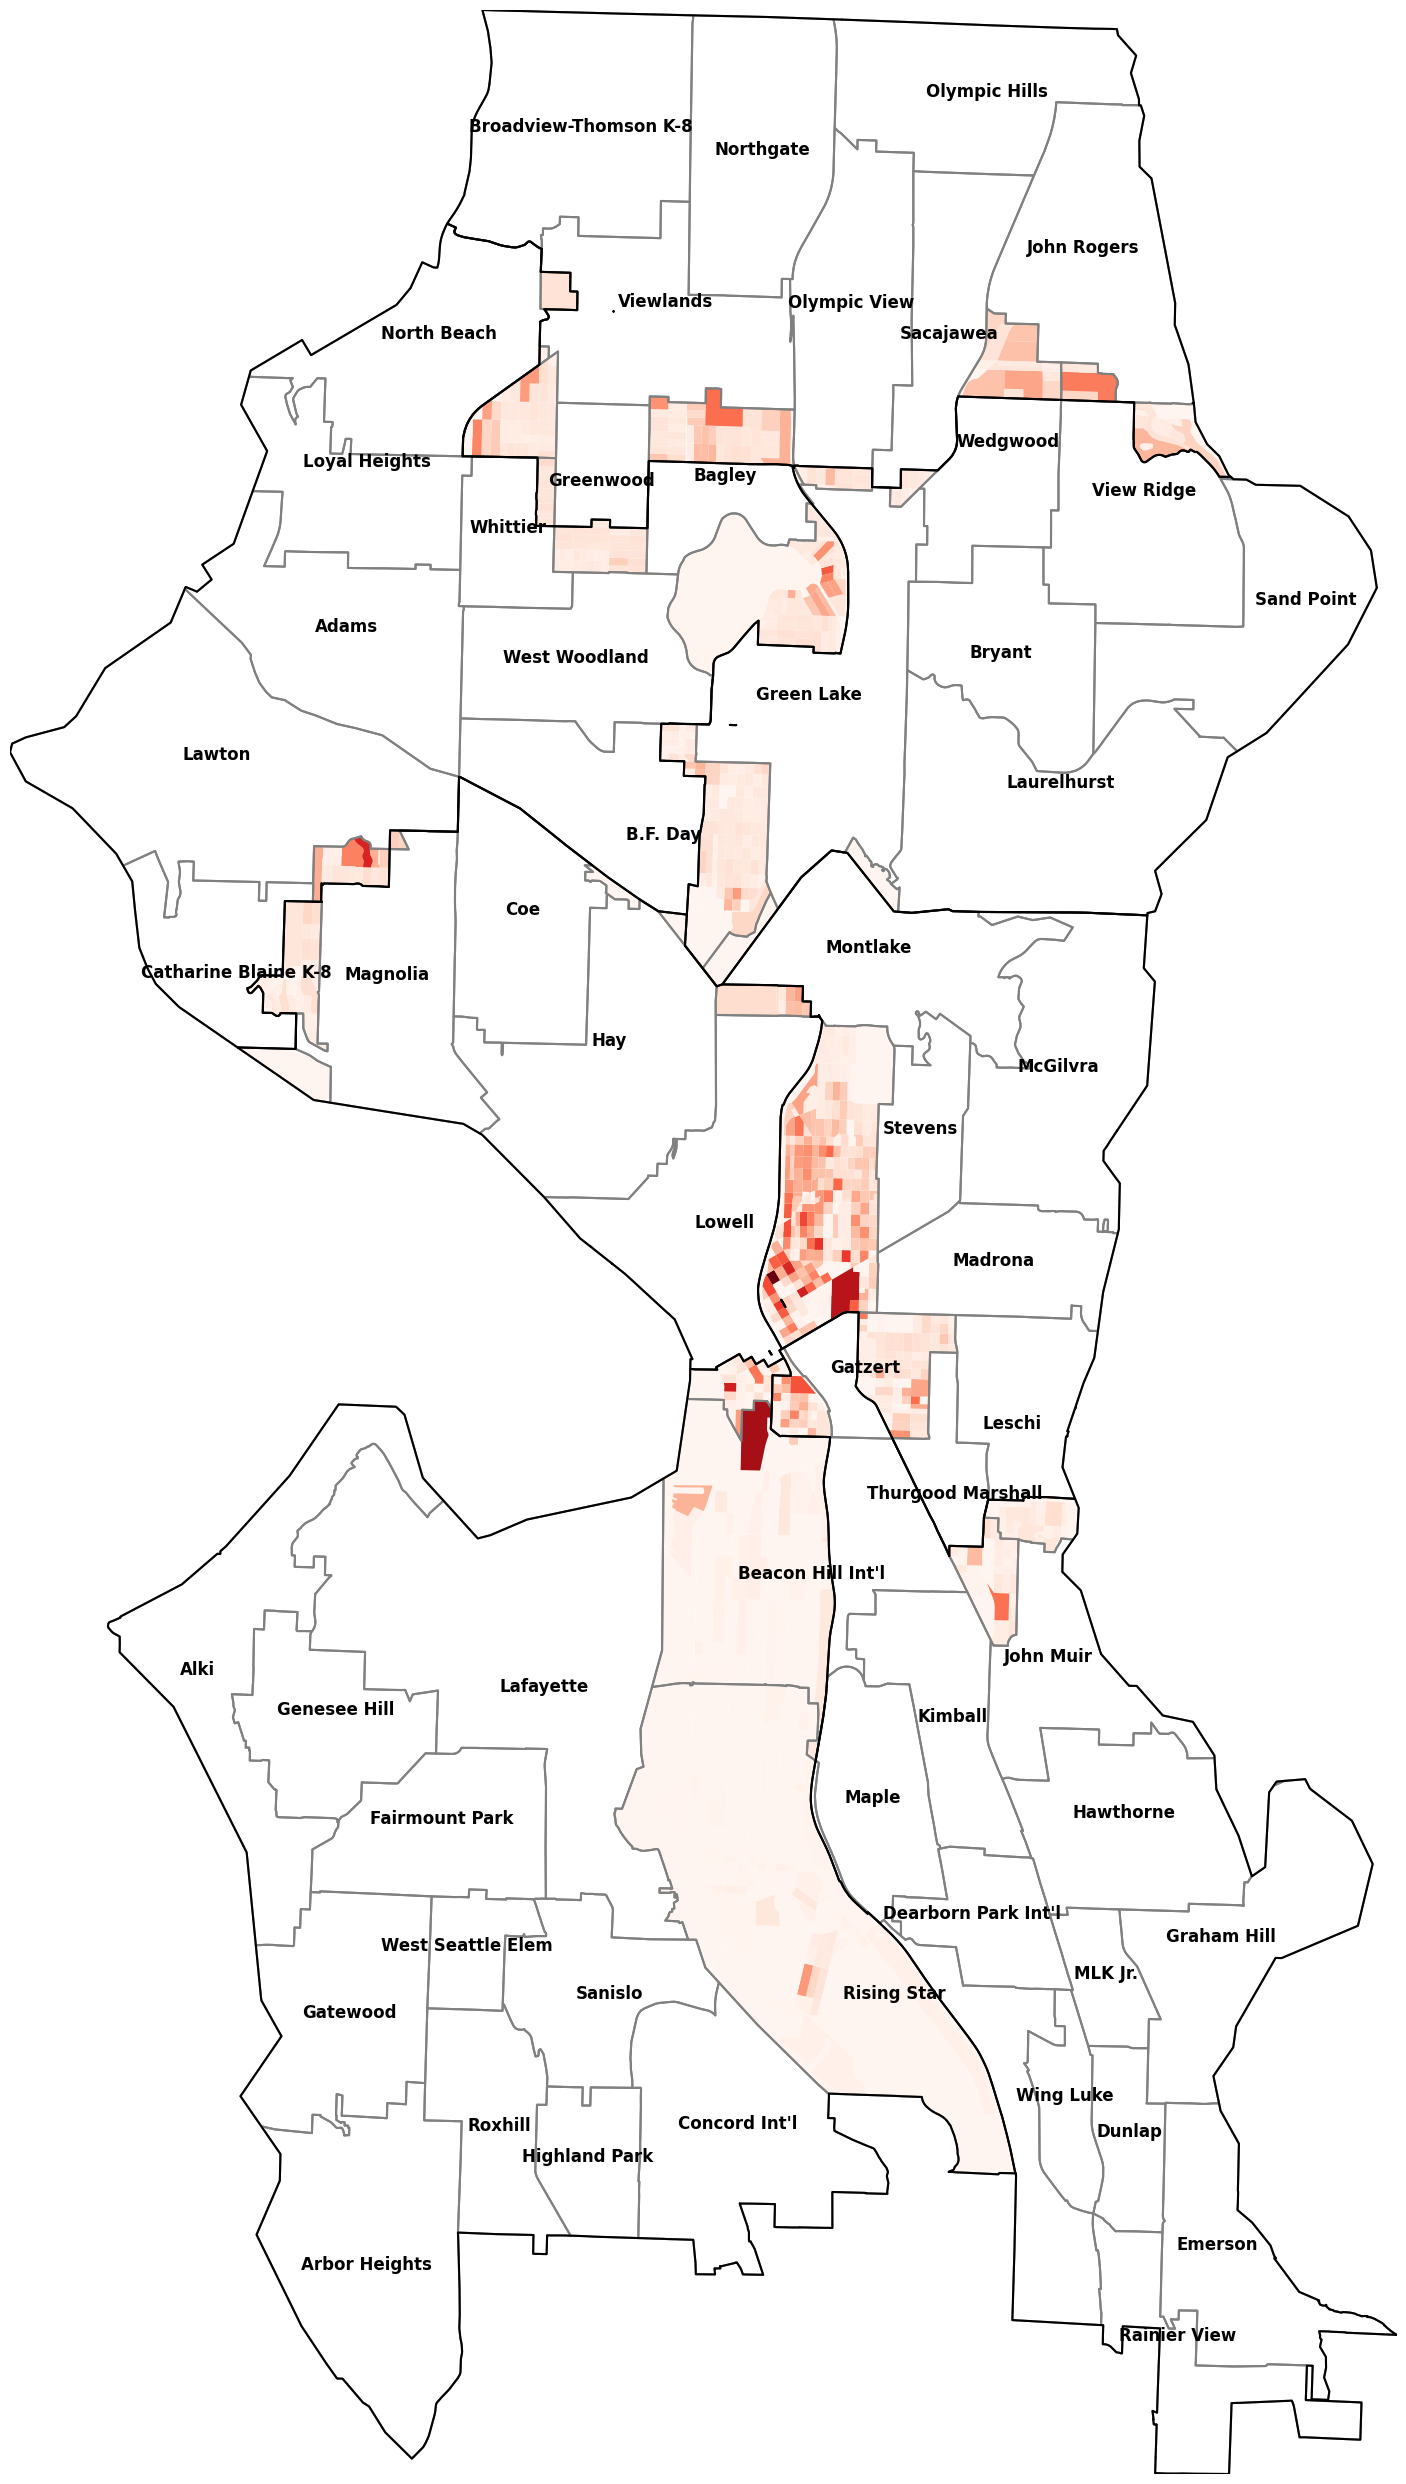 Olympic Hills
Broadview-Thomson K-8
Northgate
John Rogers
Viewlands
Olympic View
North Beach
Sacajawea
Wedgwood
Loyal Heights
Bagley
Greenwood
View Ridge
Whittier
Sand Point
Adams
Bryant
West Woodland
Green Lake
Lawton
Laurelhurst
B.F. Day
Coe
Montlake
Catharine Blaine K-8
Magnolia
Hay
McGilvra
Stevens
Lowell
Madrona
Gatzert
Leschi
Thurgood Marshall
Beacon Hill Int'l
John Muir
Alki
Lafayette
Genesee Hill
Kimball
Maple
Hawthorne
Fairmount Park
Dearborn Park Int'l
Graham Hill
West Seattle Elem
MLK Jr.
Sanislo
Rising Star
Gatewood
Wing Luke
Concord Int'l
Roxhill
Dunlap
Highland Park
Emerson
Arbor Heights
Rainier View